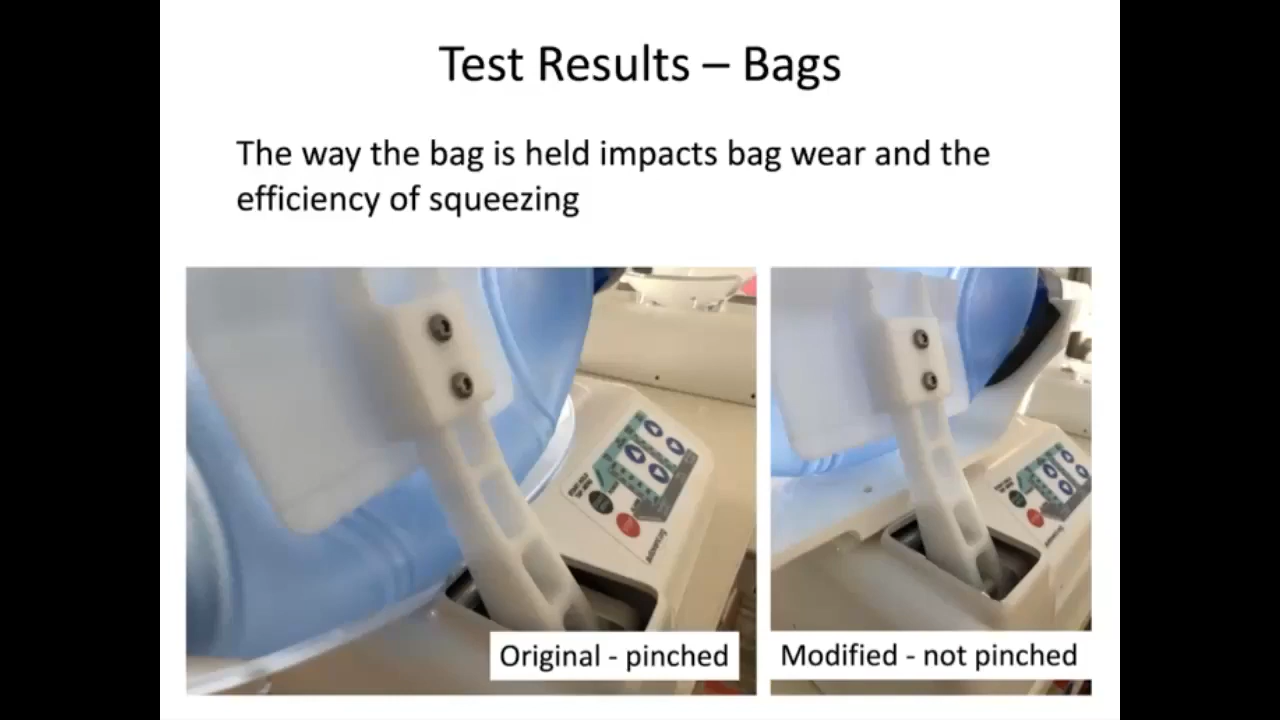 Test Results – Bags
The way the bag is held impacts bag wear and the
efficiency of squeezing
Original - pinched
Modified - not pinched